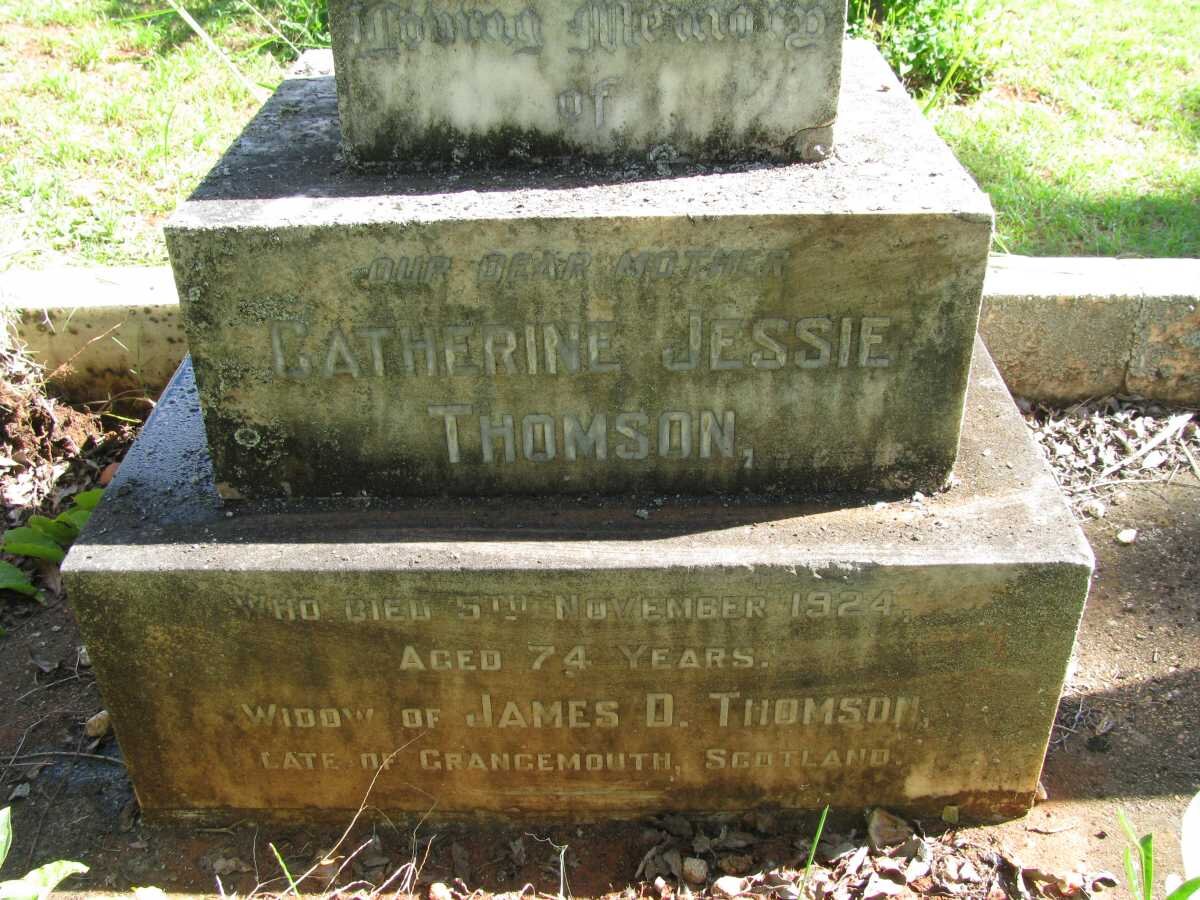 Loving Memory
of
OUR DEAR MOTHER
CATHERINE JESSIE
THOMSON,
WHO DIED 5TH NOVEMBER 1924,
AGED 74 YEARS.
WIDOW OF JAMES D. THOMSON,
LATE OF GRANGEMOUTH, SCOTLAND.